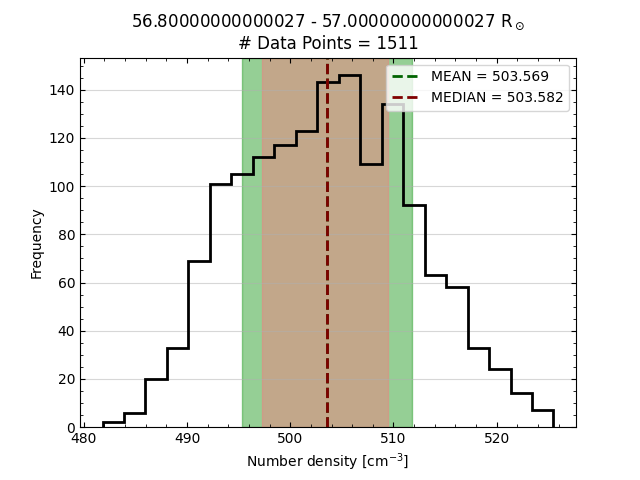 56.80000000000027 - 57.00000000000027 R⊙
# Data Points = 1511
MEAN = 503.569
MEDIAN = 503.582
Frequency
140
120
100
80
60
40
20
0
480 490 500 510 520
Number density [cm⁻³]